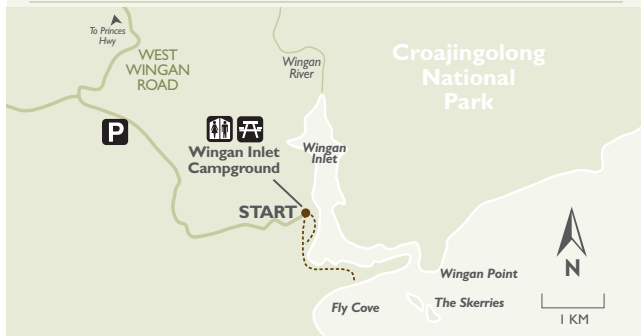 To Princes
Hwy
WEST
WINGAN
ROAD
Wingan
River
Croajingolong
National
Park
P
Wingan Inlet
Campground
Wingan
Inlet
START
N
Wingan Point
The Skerries
Fly Cove
1 KM